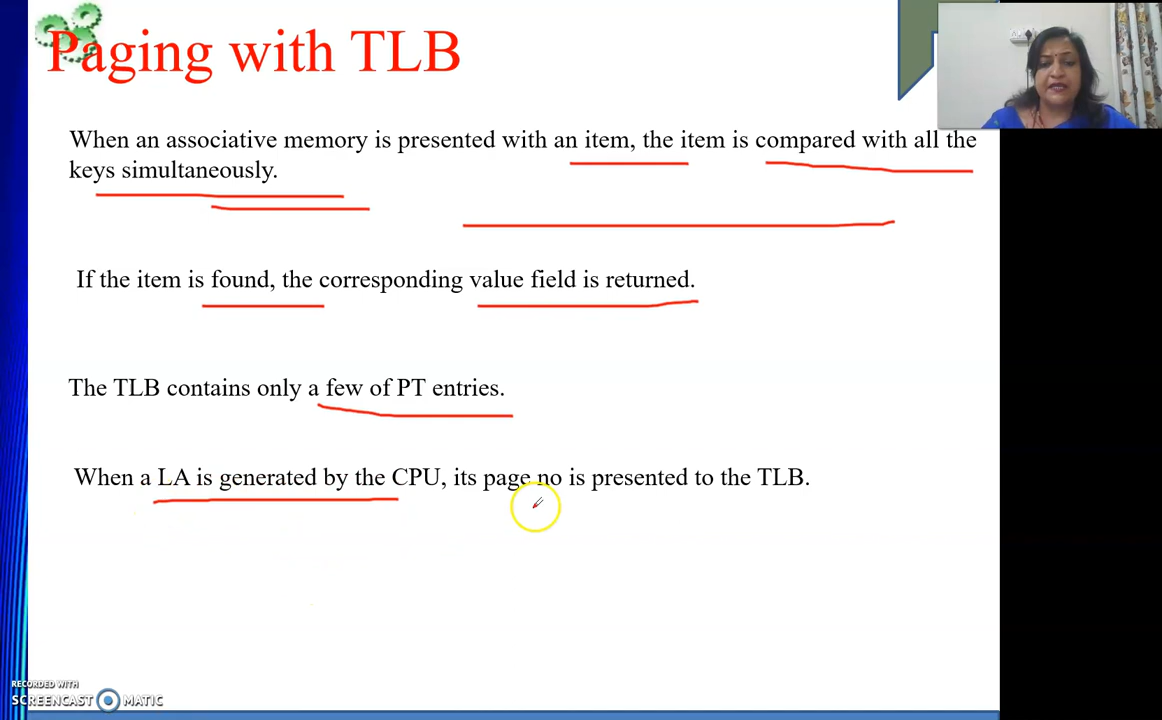 Paging with TLB
When an associative memory is presented with an item, the item is compared with all the
keys simultaneously.
If the item is found, the corresponding value field is returned.
The TLB contains only a few of PT entries.
When a LA is generated by the CPU, its page no is presented to the TLB.
RECORDED WITH
SCREENCAST MATIC